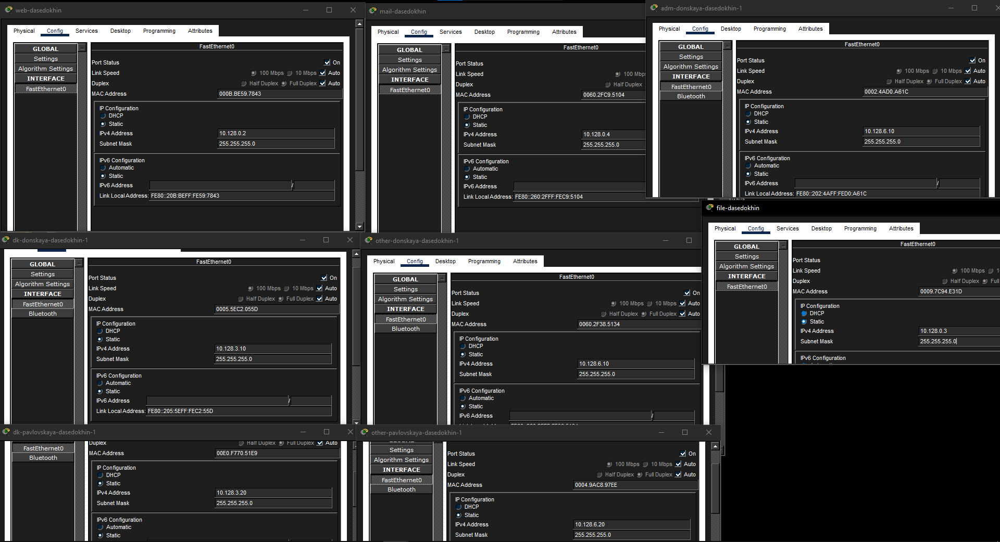 web-dasedokhin
Physical Config Services Desktop Programming Attributes
GLOBAL
Settings
Algorithm Settings
INTERFACE
FastEthernet0
FastEthernet0
Port Status On
Link Speed 100 Mbps 10 Mbps Auto
Duplex Half Duplex Full Duplex Auto
MAC Address 000B.BE59.7843
IP Configuration
DHCP
Static
IPv4 Address 10.128.0.2
Subnet Mask 255.255.255.0
IPv6 Configuration
Automatic
Static
IPv6 Address /
Link Local Address: FE80::20B:BEFF:FE59:7843
mail-dasedokhin
Physical Config Services Desktop Programming Attributes
GLOBAL
Settings
Algorithm Settings
INTERFACE
FastEthernet0
FastEthernet0
Port Status
Link Speed 100 Mbps
Duplex Half Duplex
MAC Address 0060.2FC9.5104
IP Configuration
DHCP
Static
IPv4 Address 10.128.0.4
Subnet Mask 255.255.255.0
IPv6 Configuration
Automatic
Static
IPv6 Address
Link Local Address: FE80::260:2FFF:FEC9:5104
adm-donskaya-dasedokhin-1
Physical Config Desktop Programming Attributes
GLOBAL
Settings
Algorithm Settings
INTERFACE
FastEthernet0
Bluetooth
FastEthernet0
Port Status On
Link Speed 100 Mbps 10 Mbps Auto
Duplex Half Duplex Full Duplex Auto
MAC Address 0002.4AD0.A61C
IP Configuration
DHCP
Static
IPv4 Address 10.128.6.10
Subnet Mask 255.255.255.0
IPv6 Configuration
Automatic
Static
IPv6 Address /
Link Local Address: FE80::202:4AFF:FED0:A61C
file-dasedokhin
Physical Config Services Desktop Programming Attributes
GLOBAL
Settings
Algorithm Settings
INTERFACE
FastEthernet0
FastEthernet0
Port Status
Link Speed 100 Mbps 10
Duplex Half Duplex Full
MAC Address 0009.7C94.E31D
IP Configuration
DHCP
Static
IPv4 Address 10.128.0.3
Subnet Mask 255.255.255.0
IPv6 Configuration
dk-donskaya-dasedokhin-1
GLOBAL
Settings
Algorithm Settings
INTERFACE
FastEthernet0
Bluetooth
FastEthernet0
Port Status On
Link Speed 100 Mbps 10 Mbps Auto
Duplex Half Duplex Full Duplex Auto
MAC Address 0005.5EC2.055D
IP Configuration
DHCP
Static
IPv4 Address 10.128.3.10
Subnet Mask 255.255.255.0
IPv6 Configuration
Automatic
Static
IPv6 Address /
Link Local Address: FE80::205:5EFF:FEC2:55D
other-donskaya-dasedokhin-1
Physical Config Desktop Programming Attributes
GLOBAL
Settings
Algorithm Settings
INTERFACE
FastEthernet0
Bluetooth
FastEthernet0
Port Status On
Link Speed 100 Mbps 10 Mbps Auto
Duplex Half Duplex Full Duplex Auto
MAC Address 0060.2F38.5134
IP Configuration
DHCP
Static
IPv4 Address 10.128.6.10
Subnet Mask 255.255.255.0
IPv6 Configuration
Automatic
Static
IPv6 Address /
dk-pavlovskaya-dasedokhin-1
FastEthernet0
Bluetooth
Duplex Half Duplex Full Duplex Auto
MAC Address 00E0.F770.51E9
IP Configuration
DHCP
Static
IPv4 Address 10.128.3.20
Subnet Mask 255.255.255.0
IPv6 Configuration
Automatic
Static
other-pavlovskaya-dasedokhin-1
Settings
Algorithm Settings
INTERFACE
FastEthernet0
Bluetooth
Port Status On
Link Speed 100 Mbps 10 Mbps Auto
Duplex Half Duplex Full Duplex Auto
MAC Address 0004.9AC8.97EE
IP Configuration
DHCP
Static
IPv4 Address 10.128.6.20
Subnet Mask 255.255.255.0